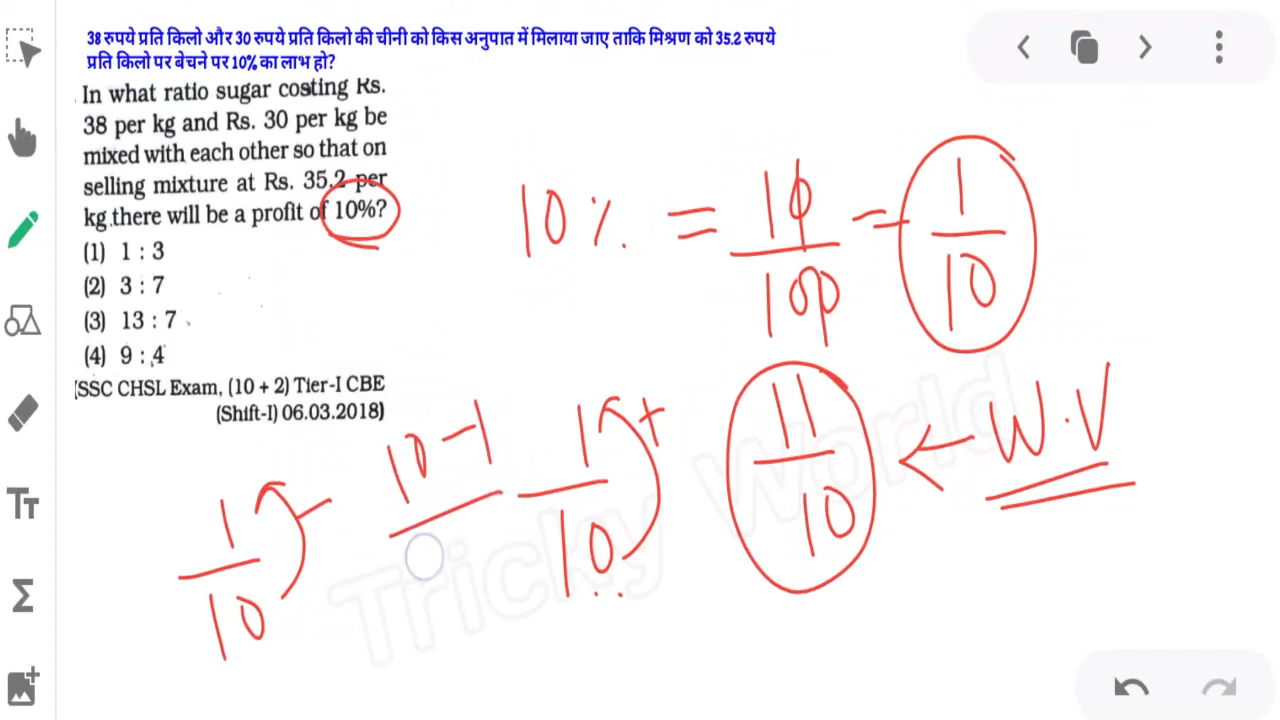 38 रुपये प्रति किलो और 30 रुपये प्रति किलो की चीनी को किस अनुपात में मिलाया जाए ताकि मिश्रण को 35.2 रुपये
प्रति किलो पर बेचने पर 10% का लाभ हो?
In what ratio sugar costing Rs.
38 per kg and Rs. 30 per kg be
mixed with each other so that on
selling mixture at Rs. 35.2 per
kg there will be a profit of 10%?
(1) 1 : 3
(2) 3 : 7
(3) 13 : 7
(4) 9 : 4
[SSC CHSL Exam, (10 + 2) Tier-I CBE
(Shift-I) 06.03.2018)
10 % = 10/100 = 1/10
1/10 -
10 - 1
1/10 +
11/10 ← W.V
Tricky World
Tт
Σ